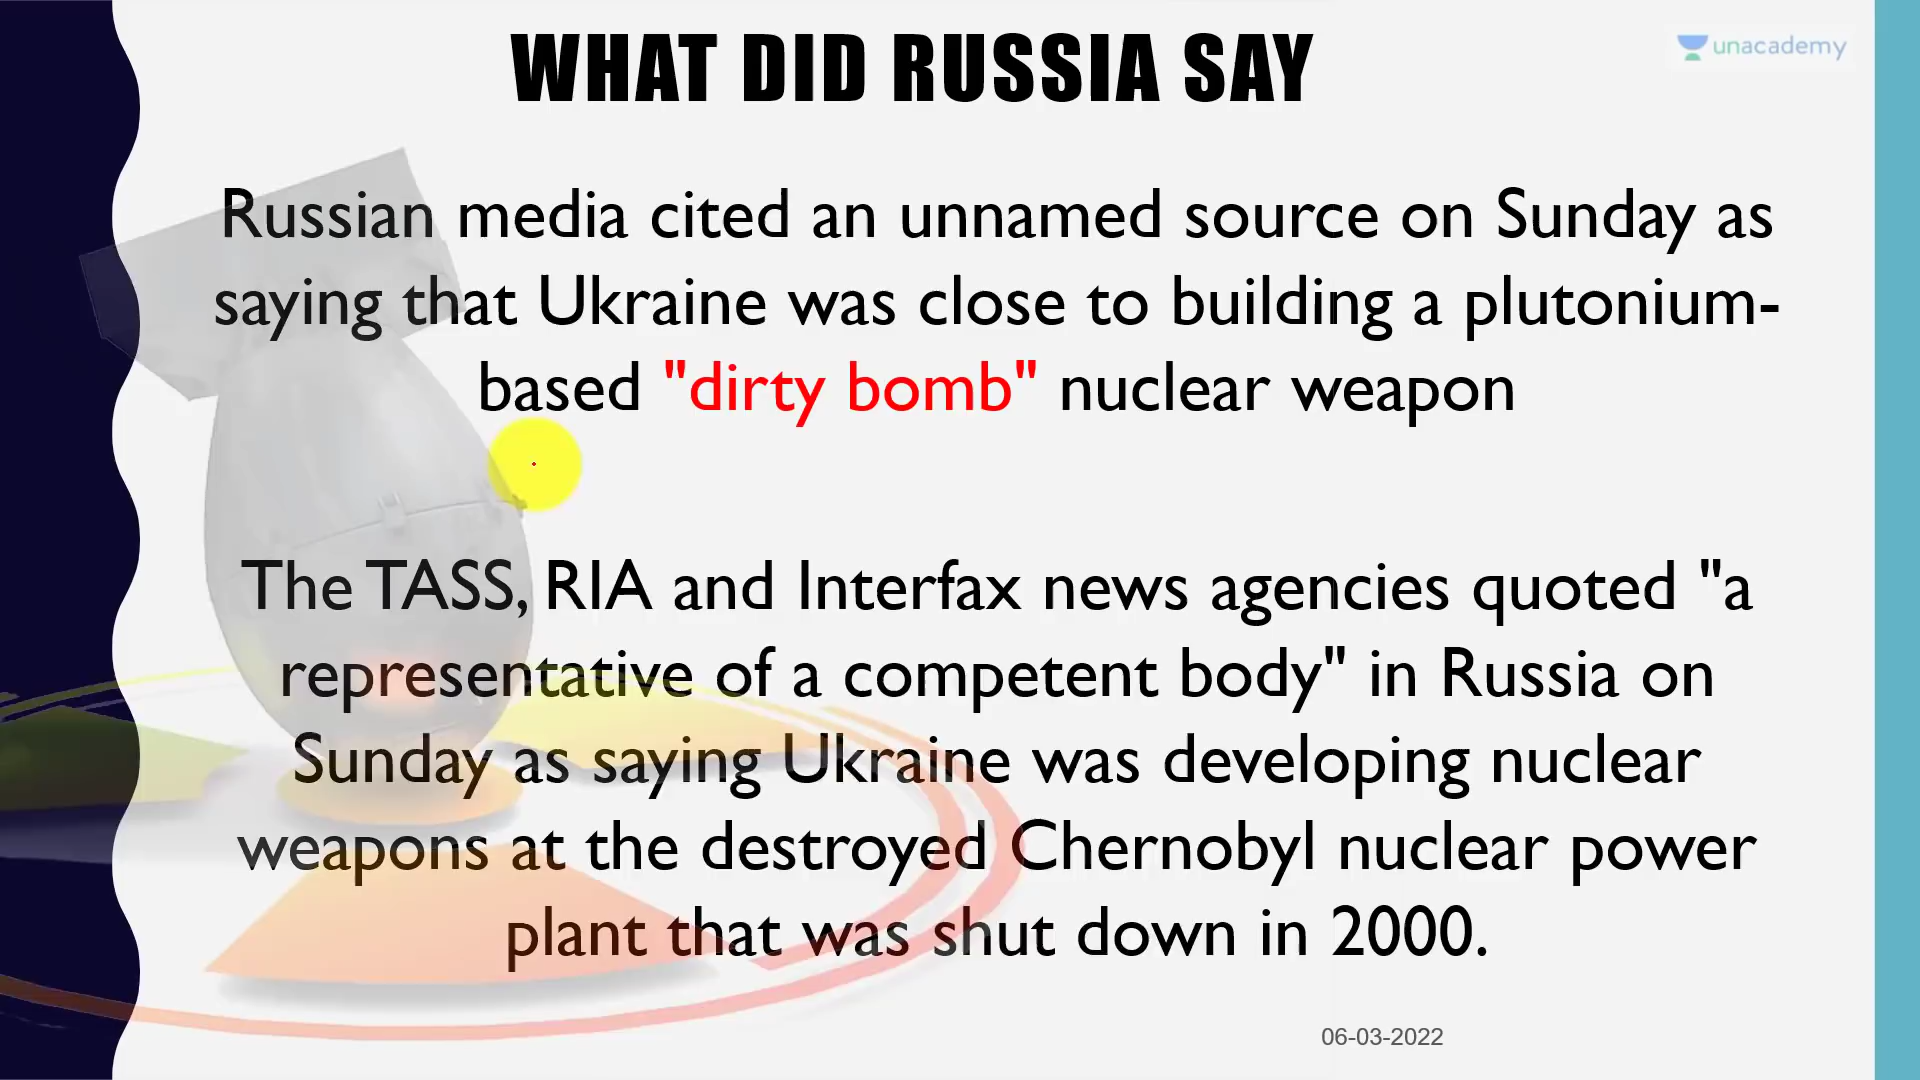 WHAT DID RUSSIA SAY
unacademy
Russian media cited an unnamed source on Sunday as
saying that Ukraine was close to building a plutonium-
based "dirty bomb" nuclear weapon
The TASS, RIA and Interfax news agencies quoted "a
representative of a competent body" in Russia on
Sunday as saying Ukraine was developing nuclear
weapons at the destroyed Chernobyl nuclear power
plant that was shut down in 2000.
06-03-2022